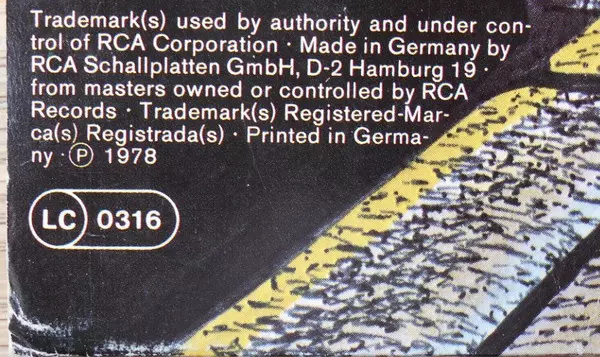 Trademark(s) used by authority and under con-
trol of RCA Corporation · Made in Germany by
RCA Schallplatten GmbH, D-2 Hamburg 19 ·
from masters owned or controlled by RCA
Records · Trademark(s) Registered-Mar-
ca(s) Registrada(s) · Printed in Germa-
ny · Ⓟ 1978
LC 0316